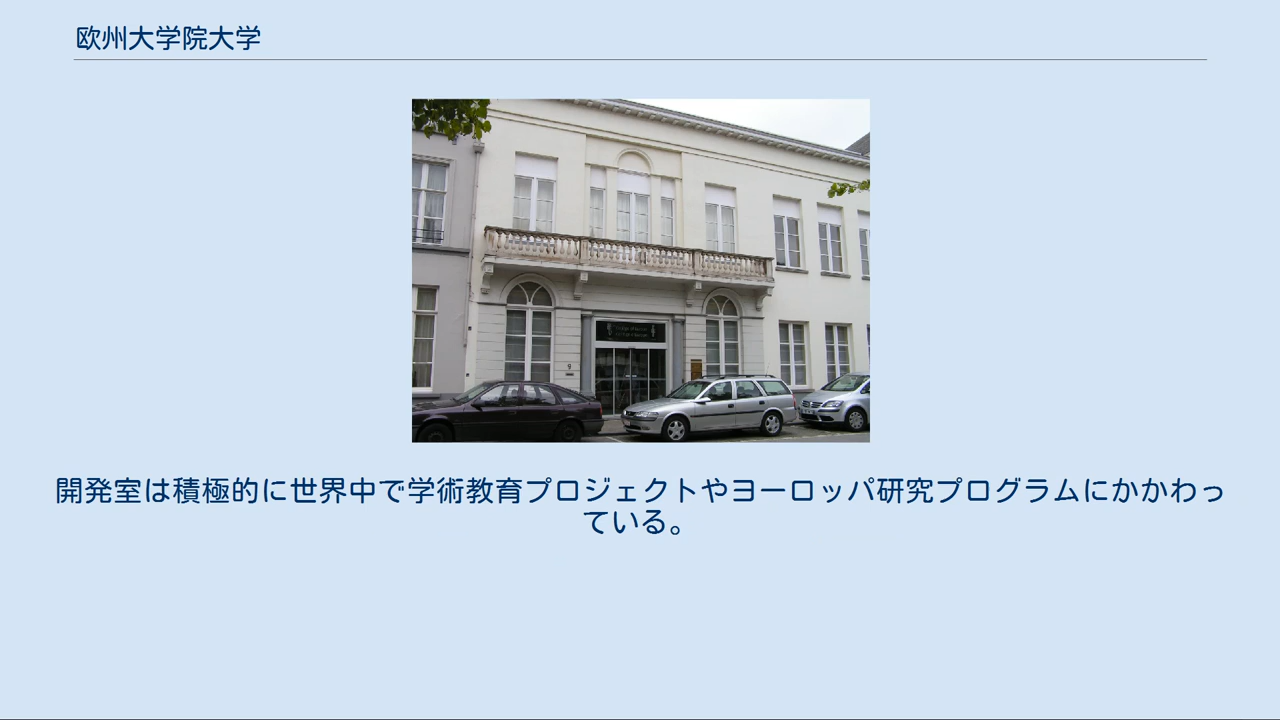 欧州大学院大学
9
開発室は積極的に世界中で学術教育プロジェクトやヨーロッパ研究プログラムにかかわっ
ている。